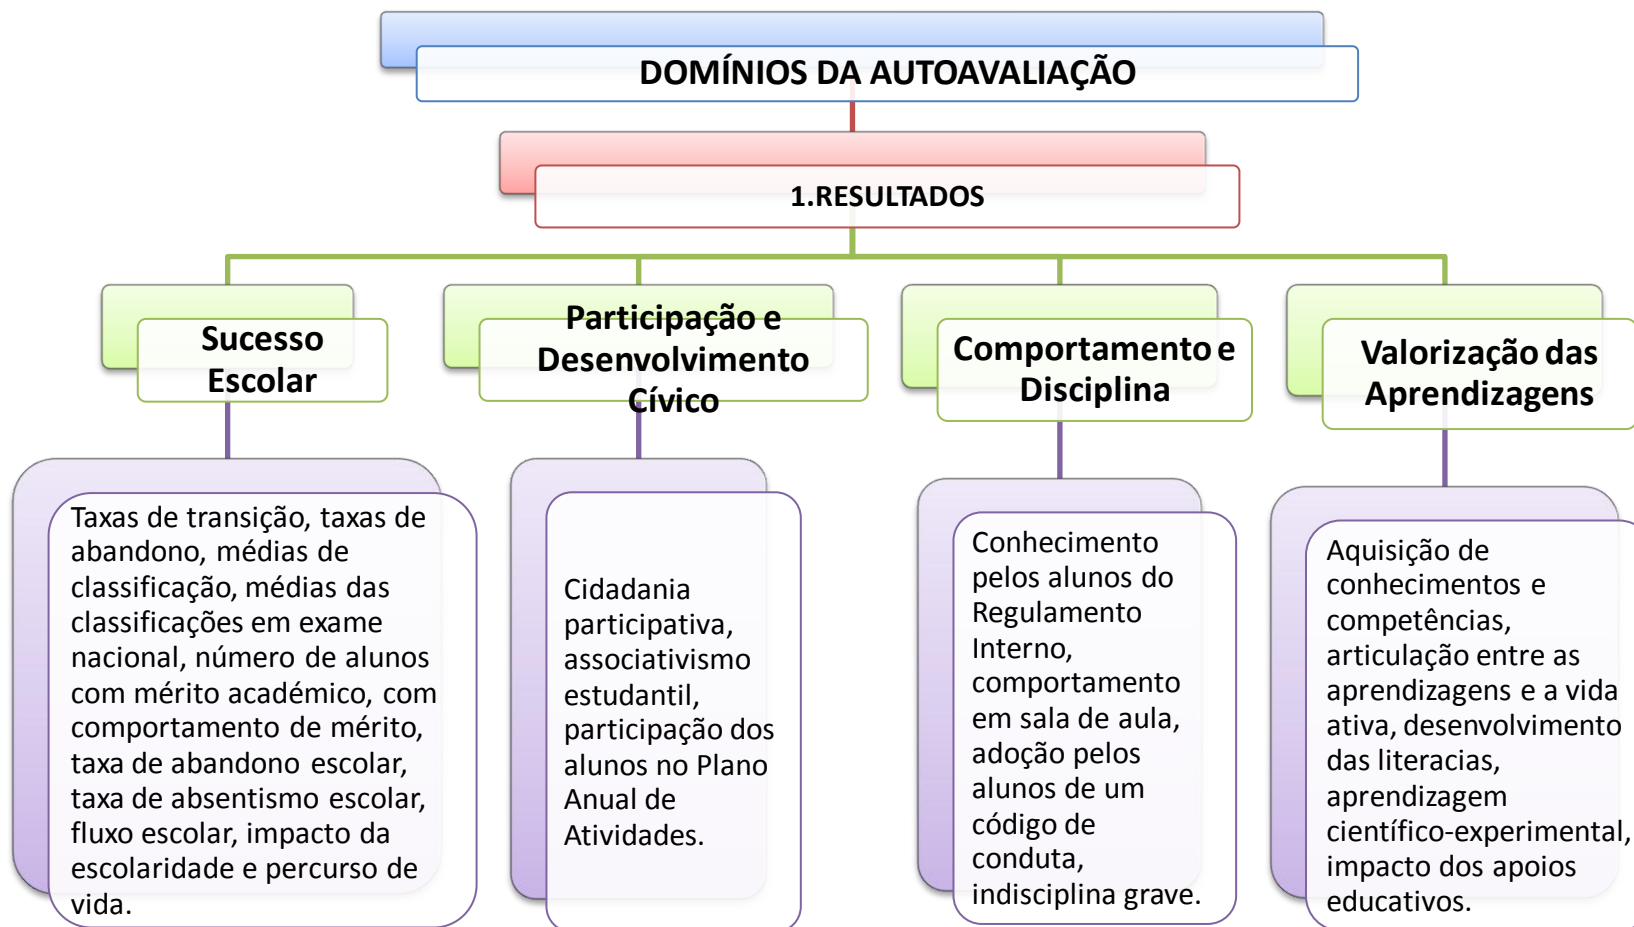 DOMÍNIOS DA AUTOAVALIAÇÃO
1.RESULTADOS
Sucesso
Escolar
Participação e
Desenvolvimento
Cívico
Comportamento e
Disciplina
Valorização das
Aprendizagens
Taxas de transição, taxas de
abandono, médias de
classificação, médias das
classificações em exame
nacional, número de alunos
com mérito académico, com
comportamento de mérito,
taxa de abandono escolar,
taxa de absentismo escolar,
fluxo escolar, impacto da
escolaridade e percurso de
vida.
Cidadania
participativa,
associativismo
estudantil,
participação dos
alunos no Plano
Anual de
Atividades.
Conhecimento
pelos alunos do
Regulamento
Interno,
comportamento
em sala de aula,
adoção pelos
alunos de um
código de
conduta,
indisciplina grave.
Aquisição de
conhecimentos e
competências,
articulação entre as
aprendizagens e a vida
ativa, desenvolvimento
das literacias,
aprendizagem
científico-experimental,
impacto dos apoios
educativos.